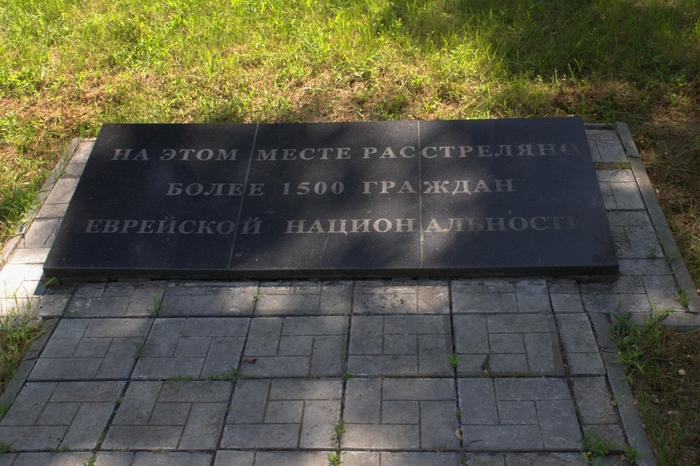 НА ЭТОМ МЕСТЕ РАССТРЕЛЯНО
БОЛЕЕ 1500 ГРАЖДАН
ЕВРЕЙСКОЙ НАЦИОНАЛЬНОСТИ